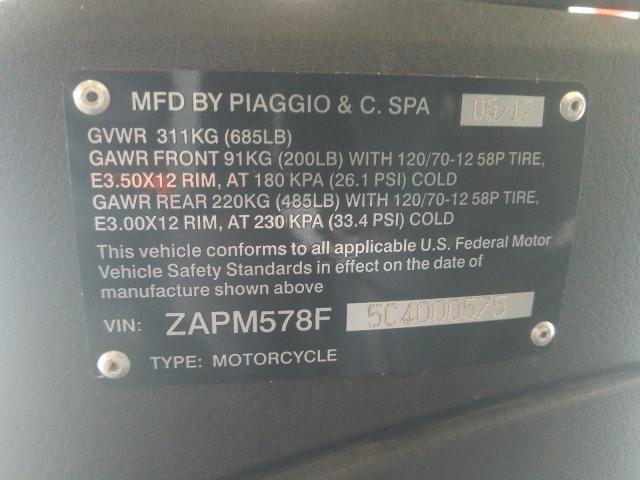 MFD BY PIAGGIO & C. SPA 05/12
GVWR 311KG (685LB)
GAWR FRONT 91KG (200LB) WITH 120/70-12 58P TIRE,
E3.50X12 RIM, AT 180 KPA (26.1 PSI) COLD
GAWR REAR 220KG (485LB) WITH 120/70-12 58P TIRE,
E3.00X12 RIM, AT 230 KPA (33.4 PSI) COLD
This vehicle conforms to all applicable U.S. Federal Motor
Vehicle Safety Standards in effect on the date of
manufacture shown above
VIN: ZAPM578F 5C4000575
TYPE: MOTORCYCLE